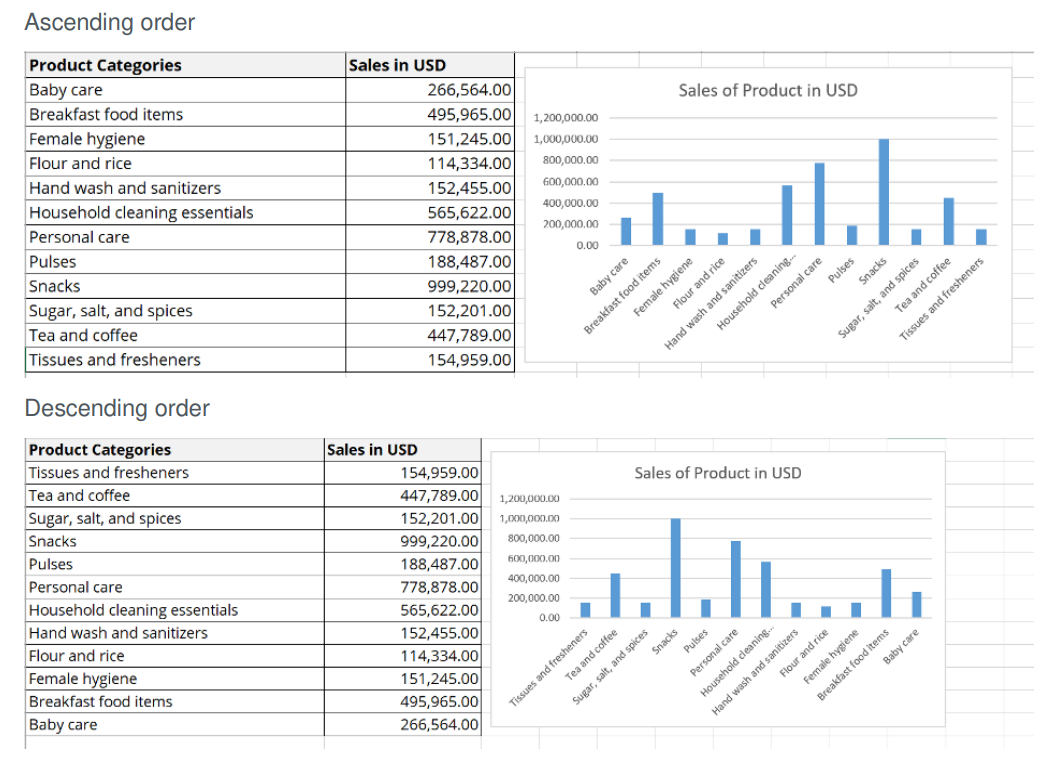 Ascending order
Product Categories Sales in USD
Baby care 266,564.00
Breakfast food items 495,965.00
Female hygiene 151,245.00
Flour and rice 114,334.00
Hand wash and sanitizers 152,455.00
Household cleaning essentials 565,622.00
Personal care 778,878.00
Pulses 188,487.00
Snacks 999,220.00
Sugar, salt, and spices 152,201.00
Tea and coffee 447,789.00
Tissues and fresheners 154,959.00
Sales of Product in USD
1,200,000.00
1,000,000.00
800,000.00
600,000.00
400,000.00
200,000.00
0.00
Baby care
Breakfast food items
Female hygiene
Flour and rice
Hand wash and sanitizers
Household cleaning...
Personal care
Pulses
Snacks
Sugar, salt, and spices
Tea and coffee
Tissues and fresheners
Descending order
Product Categories Sales in USD
Tissues and fresheners 154,959.00
Tea and coffee 447,789.00
Sugar, salt, and spices 152,201.00
Snacks 999,220.00
Pulses 188,487.00
Personal care 778,878.00
Household cleaning essentials 565,622.00
Hand wash and sanitizers 152,455.00
Flour and rice 114,334.00
Female hygiene 151,245.00
Breakfast food items 495,965.00
Baby care 266,564.00
Sales of Product in USD
1,200,000.00
1,000,000.00
800,000.00
600,000.00
400,000.00
200,000.00
0.00
Tissues and fresheners
Tea and coffee
Sugar, salt, and spices
Snacks
Pulses
Personal care
Household cleaning...
Hand wash and sanitizers
Flour and rice
Female hygiene
Breakfast food items
Baby care